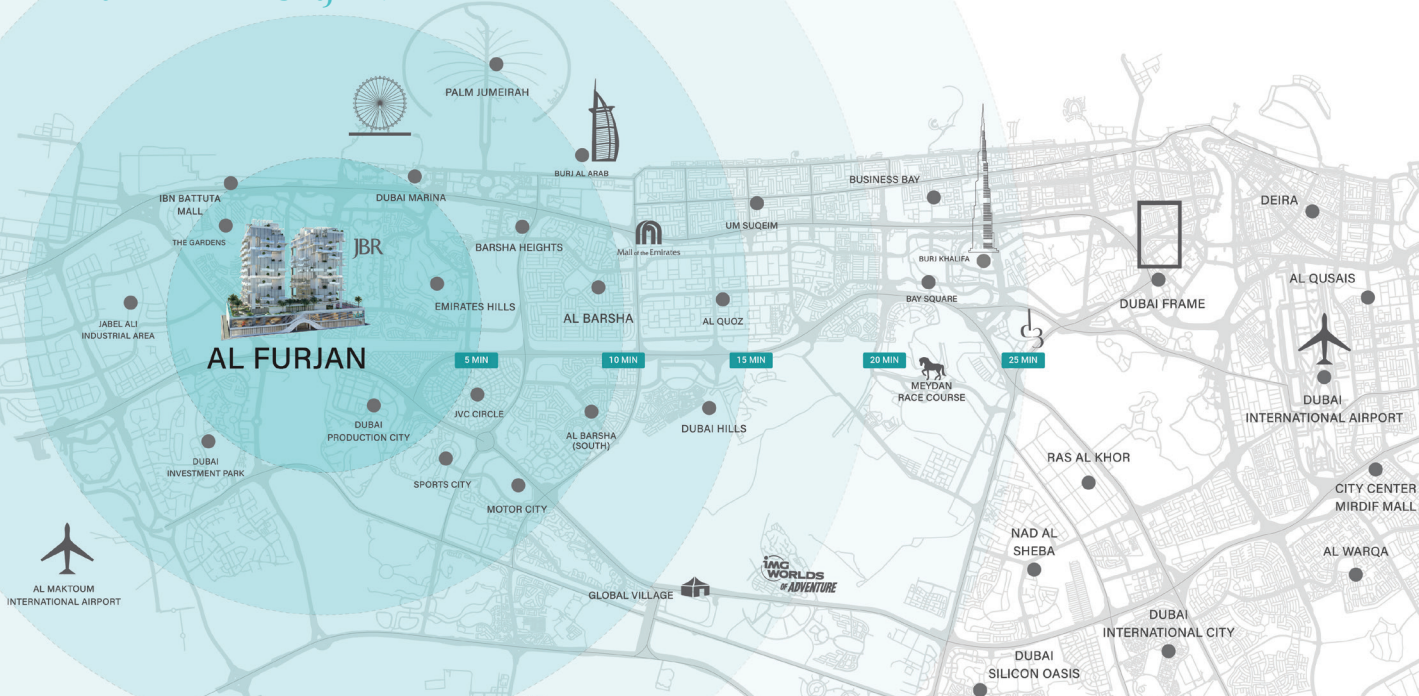 PALM JUMEIRAH
BURJ AL ARAB
IBN BATTUTA
MALL
DUBAI MARINA
BUSINESS BAY
THE GARDENS
JBR
BARSHA HEIGHTS
Mall of the Emirates
UM SUQEIM
DEIRA
BURJ KHALIFA
JABEL ALI
INDUSTRIAL AREA
EMIRATES HILLS
AL BARSHA
AL QUOZ
BAY SQUARE
DUBAI FRAME
AL QUSAIS
d3
AL FURJAN
5 MIN
10 MIN
15 MIN
20 MIN
25 MIN
MEYDAN
RACE COURSE
DUBAI
INTERNATIONAL AIRPORT
DUBAI
PRODUCTION CITY
JVC CIRCLE
AL BARSHA
(SOUTH)
DUBAI HILLS
DUBAI
INVESTMENT PARK
SPORTS CITY
MOTOR CITY
RAS AL KHOR
CITY CENTER
MIRDIF MALL
NAD AL
SHEBA
AL WARQA
AL MAKTOUM
INTERNATIONAL AIRPORT
GLOBAL VILLAGE
iMG
WORLDS
OF ADVENTURE
DUBAI
INTERNATIONAL CITY
DUBAI
SILICON OASIS